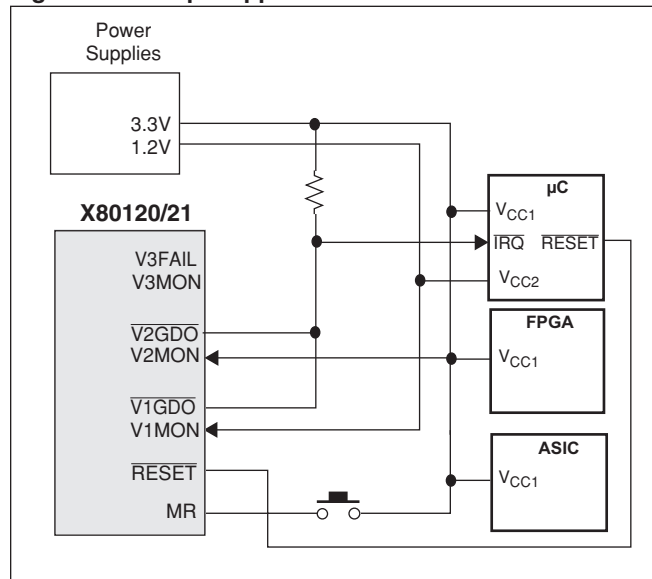 Power
Supplies
3.3V
1.2V
X80120/21
V3FAIL
V3MON
V2GDO
V2MON
V1GDO
V1MON
RESET
MR
µC
VCC1
IRQ RESET
VCC2
FPGA
VCC1
ASIC
VCC1